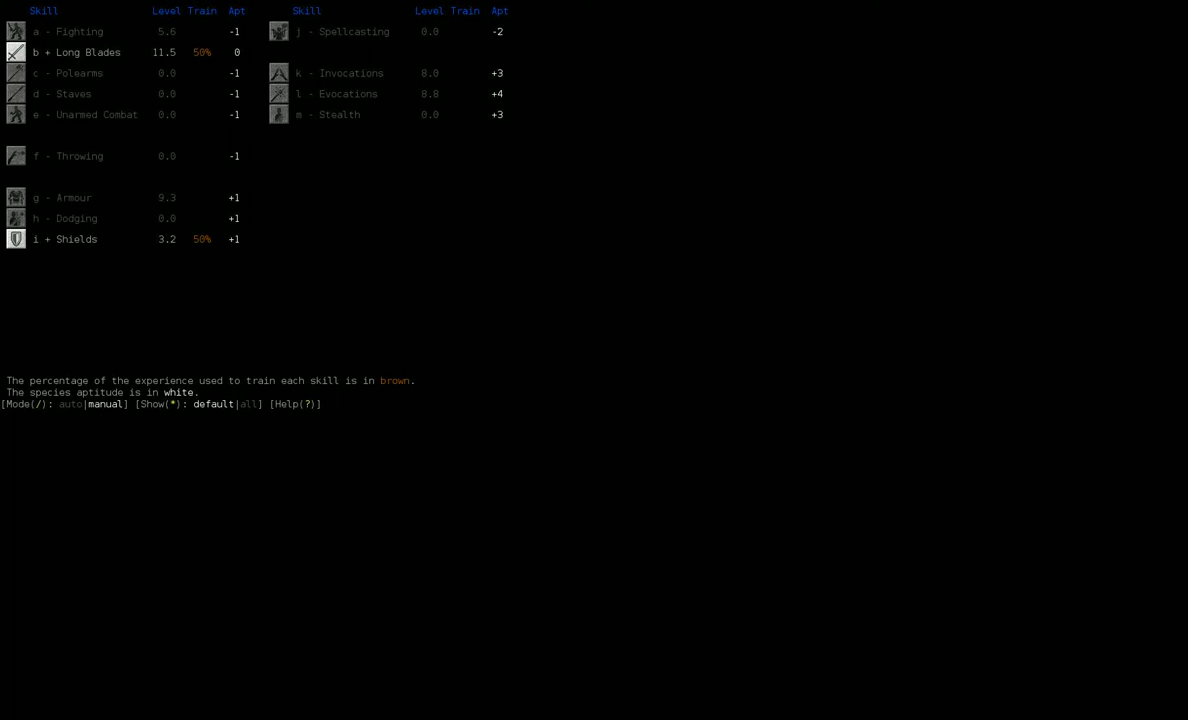 Skill Level Train Apt Skill Level Train Apt
a - Fighting 5.6 -1 j - Spellcasting 0.0 -2
b + Long Blades 11.5 50% 0
c - Polearms 0.0 -1 k - Invocations 8.0 +3
d - Staves 0.0 -1 l - Evocations 8.8 +4
e - Unarmed Combat 0.0 -1 m - Stealth 0.0 +3
f - Throwing 0.0 -1
g - Armour 9.3 +1
h - Dodging 0.0 +1
i + Shields 3.2 50% +1
The percentage of the experience used to train each skill is in brown.
The species aptitude is in white.
[Mode(/): auto|manual] [Show(*): default|all] [Help(?)]